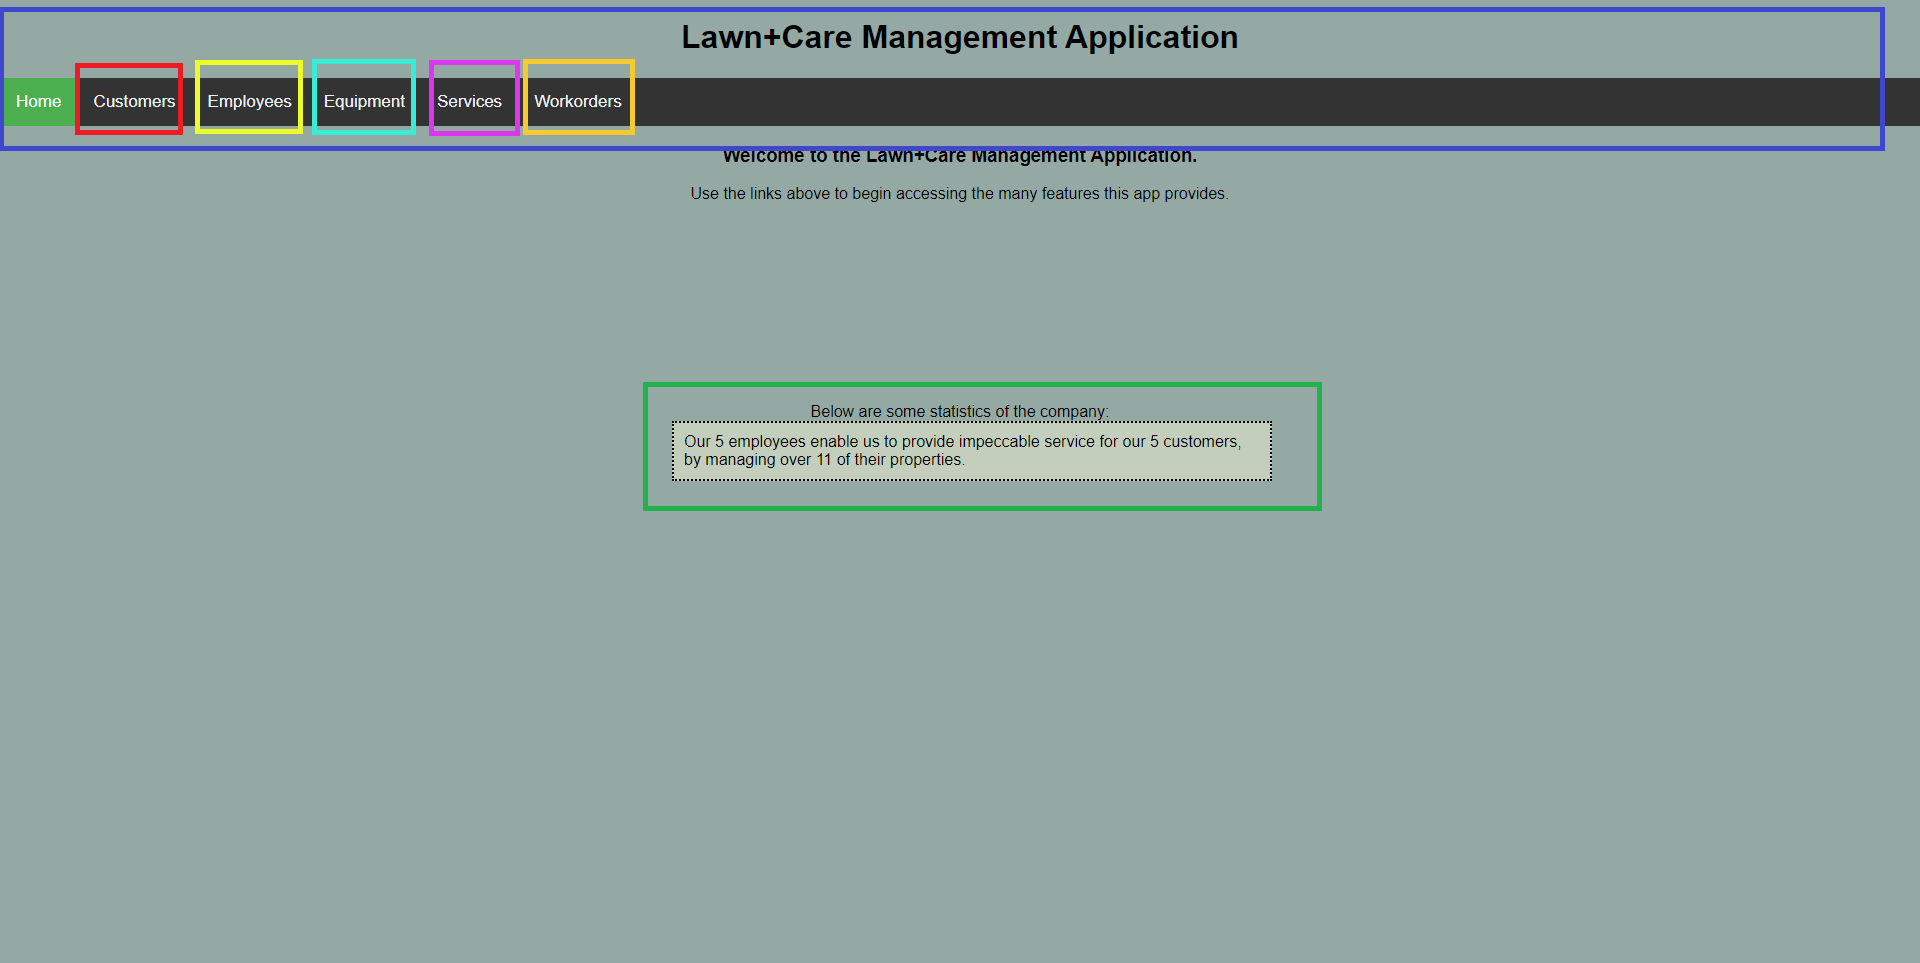 Lawn+Care Management Application
Home Customers Employees Equipment Services Workorders
Welcome to the Lawn+Care Management Application.
Use the links above to begin accessing the many features this app provides.
Below are some statistics of the company:
Our 5 employees enable us to provide impeccable service for our 5 customers,
by managing over 11 of their properties.